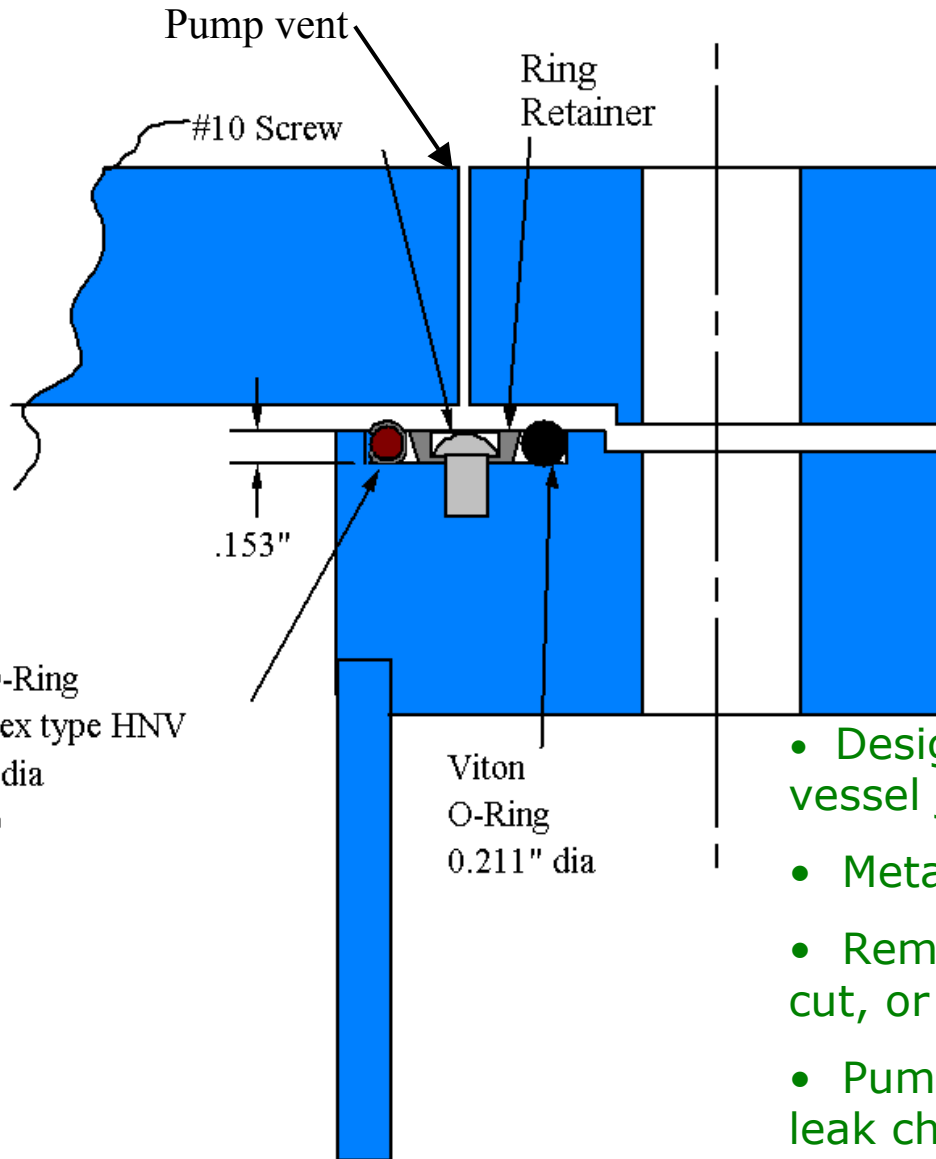 Pump vent
Ring
Retainer
#10 Screw
.153"
-Ring
ex type HNV
dia
Viton
O-Ring
0.211" dia
• Desig
vessel
• Meta
• Rem
cut, or
• Pum
leak ch